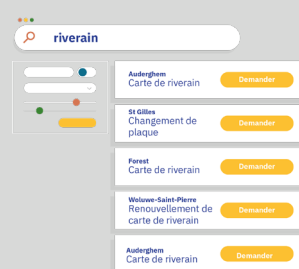 riverain
Auderghem
Carte de riverain
Demander
St Gilles
Changement de
plaque
Demander
Forest
Carte de riverain
Demander
Woluwe-Saint-Pierre
Renouvellement de
carte de riverain
Demander
Auderghem
Carte de riverain
Demander